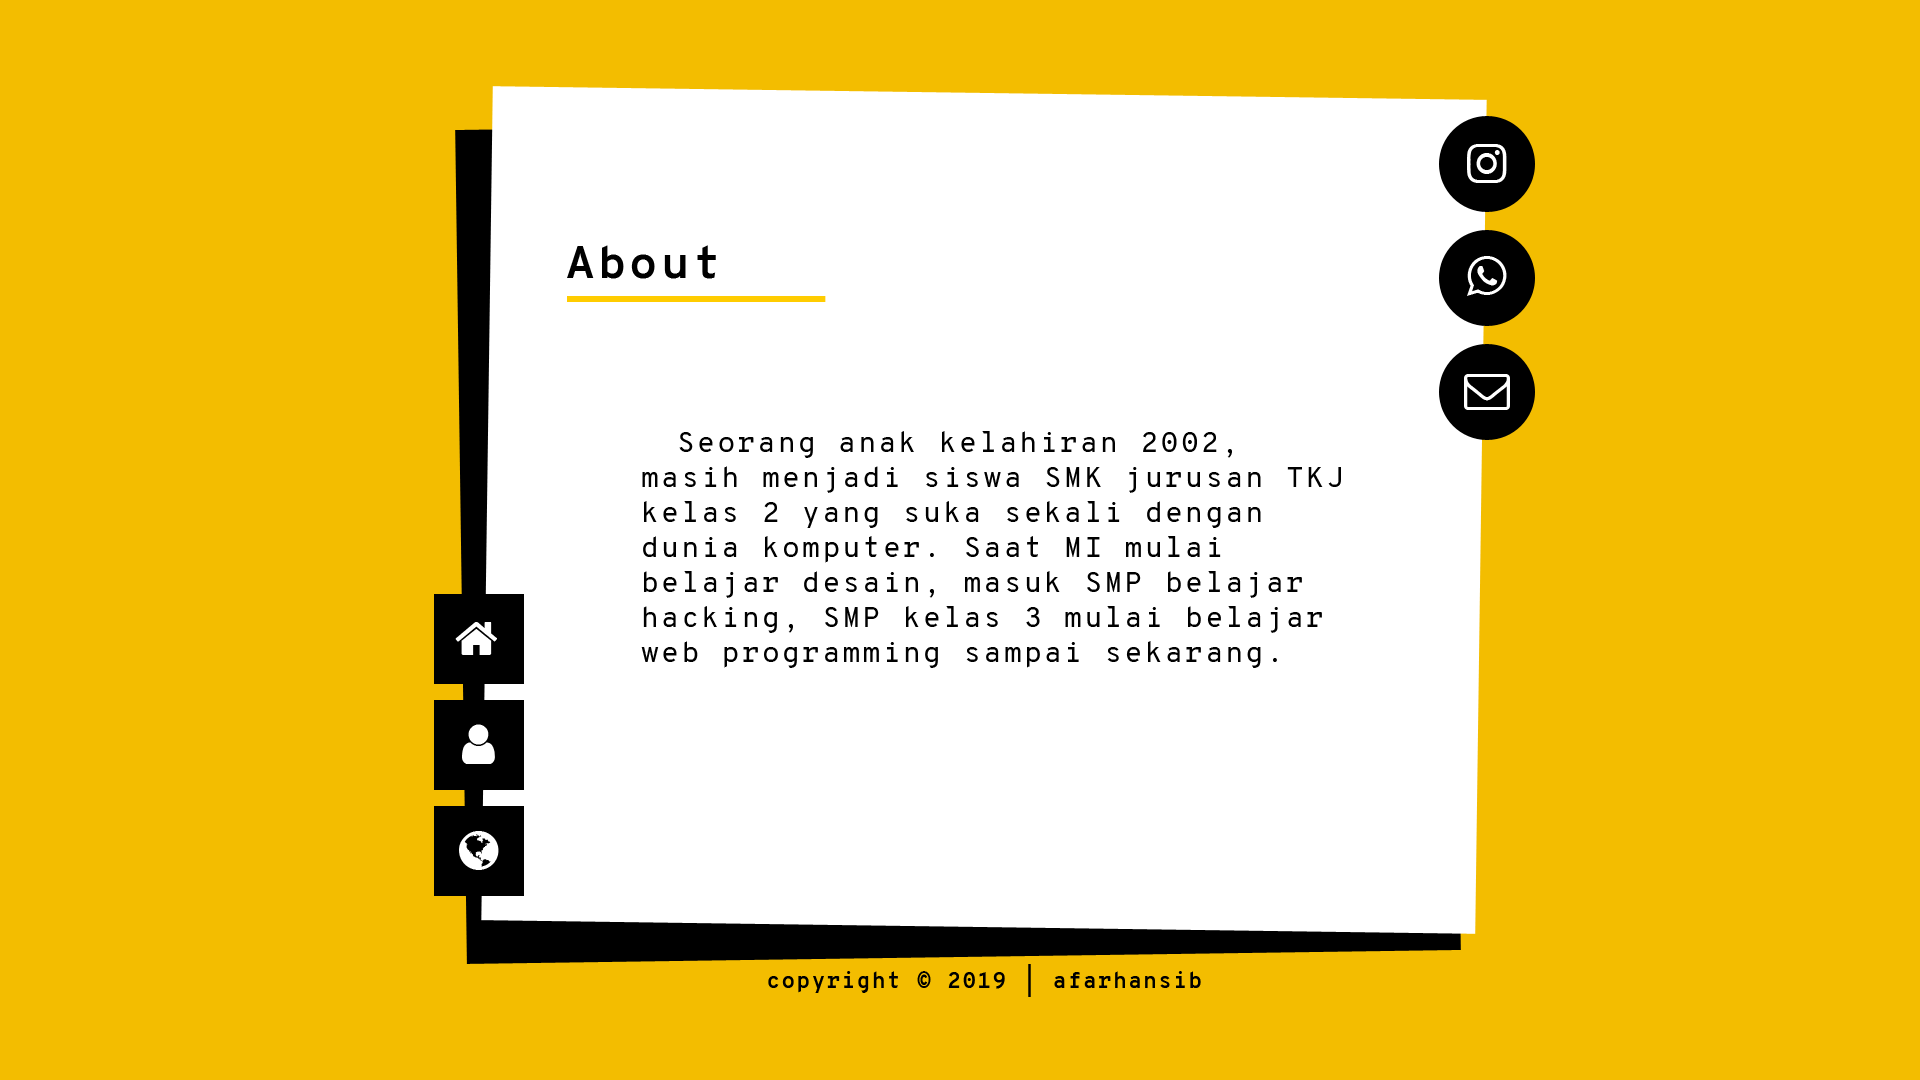 About
Seorang anak kelahiran 2002,
masih menjadi siswa SMK jurusan TKJ
kelas 2 yang suka sekali dengan
dunia komputer. Saat MI mulai
belajar desain, masuk SMP belajar
hacking, SMP kelas 3 mulai belajar
web programming sampai sekarang.
copyright © 2019 | afarhansib